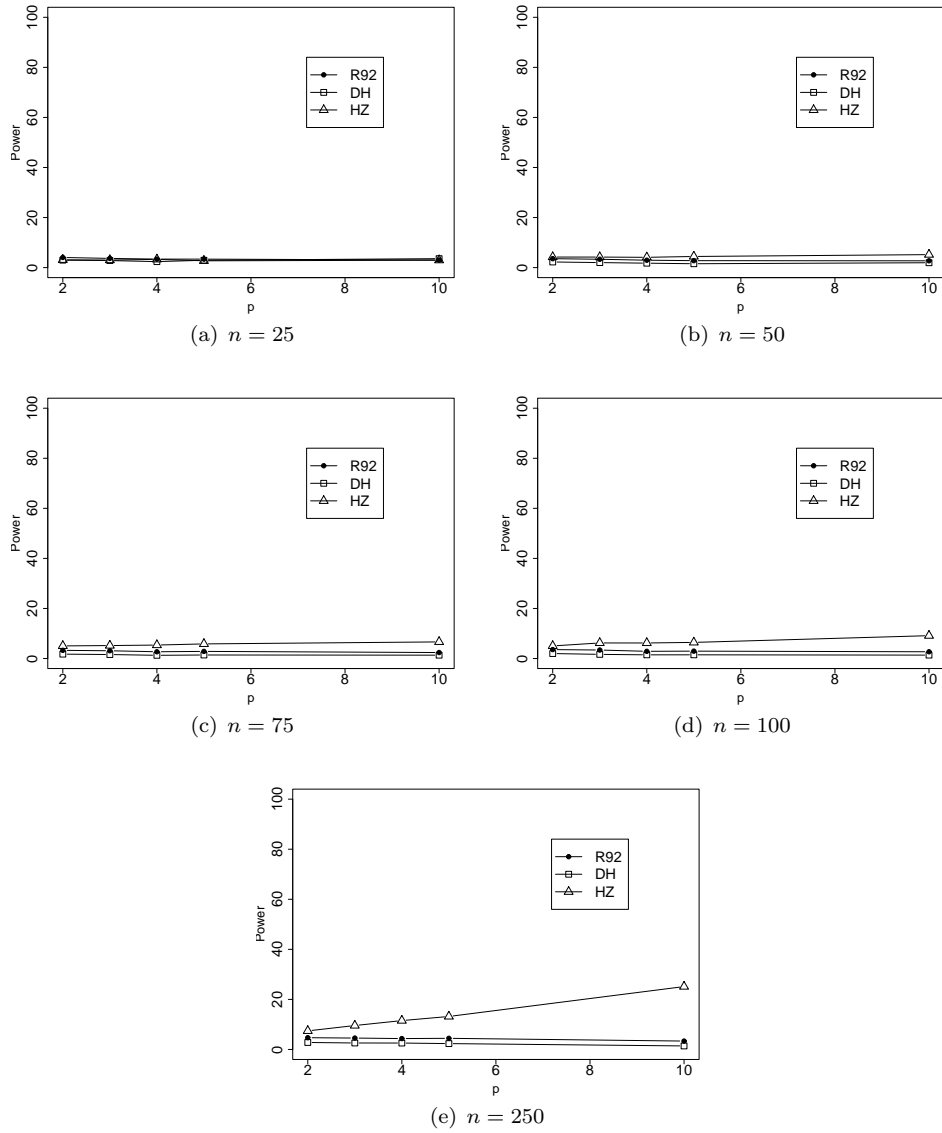 100
80
60
40
20
0
Power
R92
DH
HZ
2 4 6 8 10
p
(a) n = 25
100
80
60
40
20
0
Power
R92
DH
HZ
2 4 6 8 10
p
(b) n = 50
100
80
60
40
20
0
Power
R92
DH
HZ
2 4 6 8 10
p
(c) n = 75
100
80
60
40
20
0
Power
R92
DH
HZ
2 4 6 8 10
p
(d) n = 100
100
80
60
40
20
0
Power
R92
DH
HZ
2 4 6 8 10
p
(e) n = 250